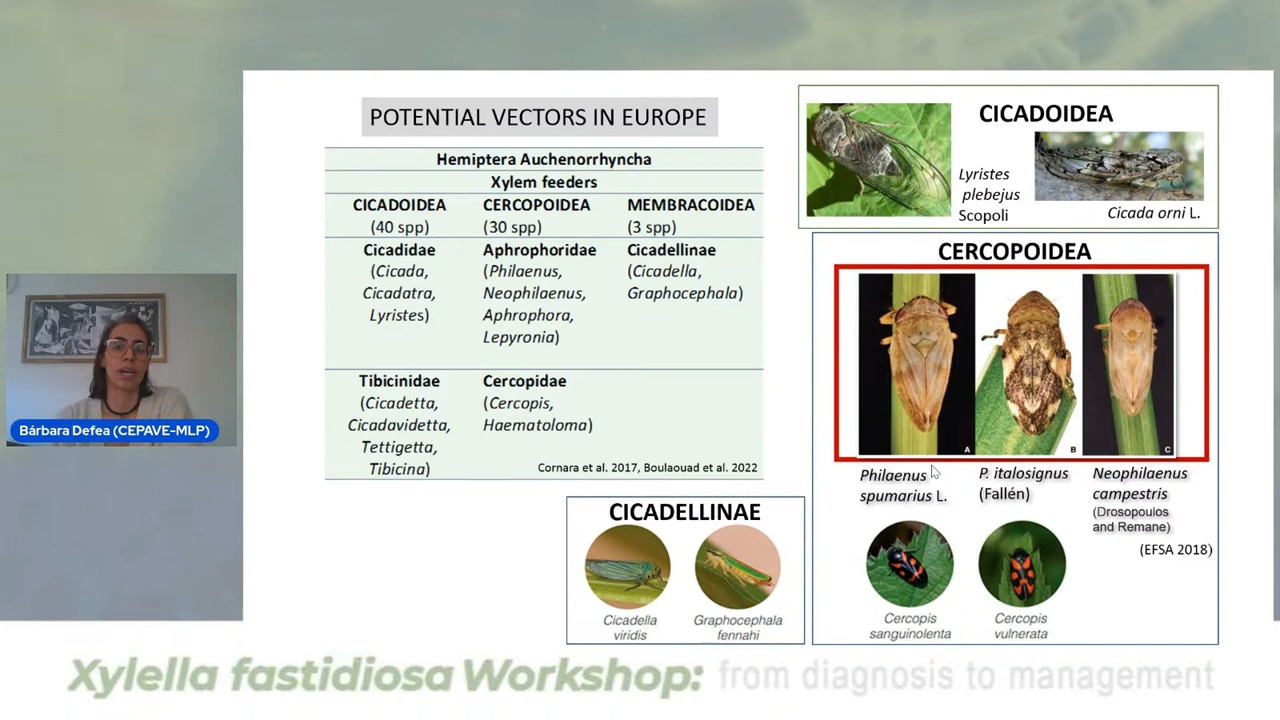 POTENTIAL VECTORS IN EUROPE
Hemiptera Auchenorrhyncha
Xylem feeders
CICADOIDEA CERCOPOIDEA MEMBRACOIDEA
(40 spp) (30 spp) (3 spp)
Cicadidae Aphrophoridae Cicadellinae
(Cicada, (Philaenus, (Cicadella,
Cicadatra, Neophilaenus, Graphocephala)
Lyristes) Aphrophora,
Lepyronia)
Tibicinidae Cercopidae
(Cicadetta, (Cercopis,
Cicadavidetta, Haematoloma)
Tettigetta,
Tibicina)
Cornara et al. 2017, Boulaouad et al. 2022
CICADOIDEA
Lyristes
plebejus
Scopoli
Cicada orni L.
CERCOPOIDEA
A B C
Philaenus
spumarius L.
P. italosignus
(Fallén)
Neophilaenus
campestris
(Drosopoulos
and Remane)
(EFSA 2018)
Cercopis
sanguinolenta
Cercopis
vulnerata
CICADELLINAE
Cicadella
viridis
Graphocephala
fennahi
Bárbara Defea (CEPAVE-MLP)
Xylella fastidiosa Workshop: from diagnosis to management